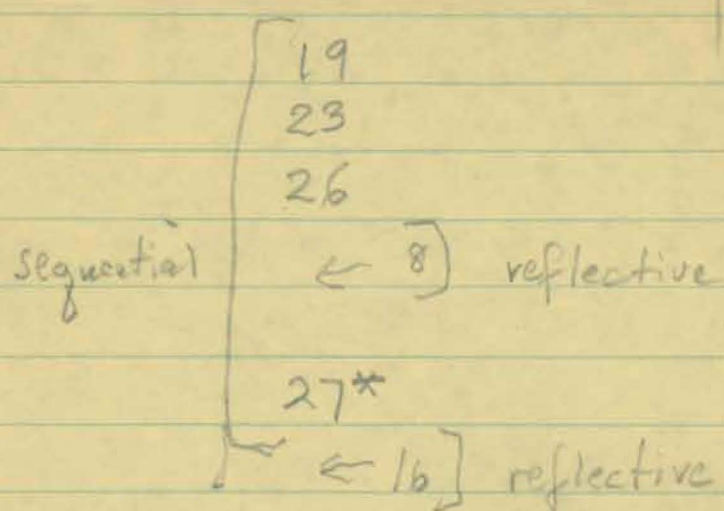 19
23
26
sequential ← 8] reflective
27*
← 16] reflective